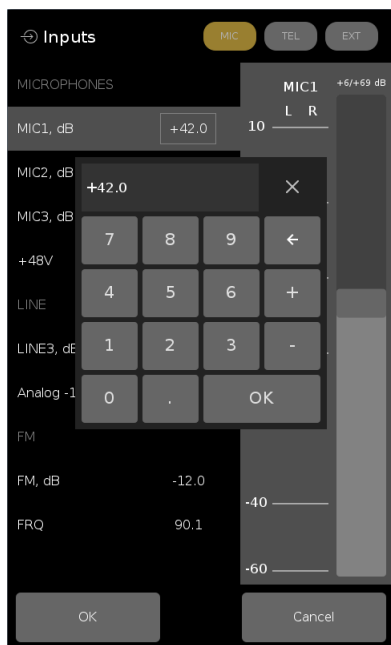 Inputs MIC TEL EXT
MICROPHONES MIC1 +6/+69 dB
L R
MIC1, dB +42.0 10
MIC2, dB
+42.0 ×
MIC3, dB
7 8 9 ←
+48V
4 5 6 +
LINE
1 2 3 -
LINE3, dB
Analog -1
0 . OK
FM
FM, dB -12.0
-40
FRQ 90.1
-60
OK Cancel